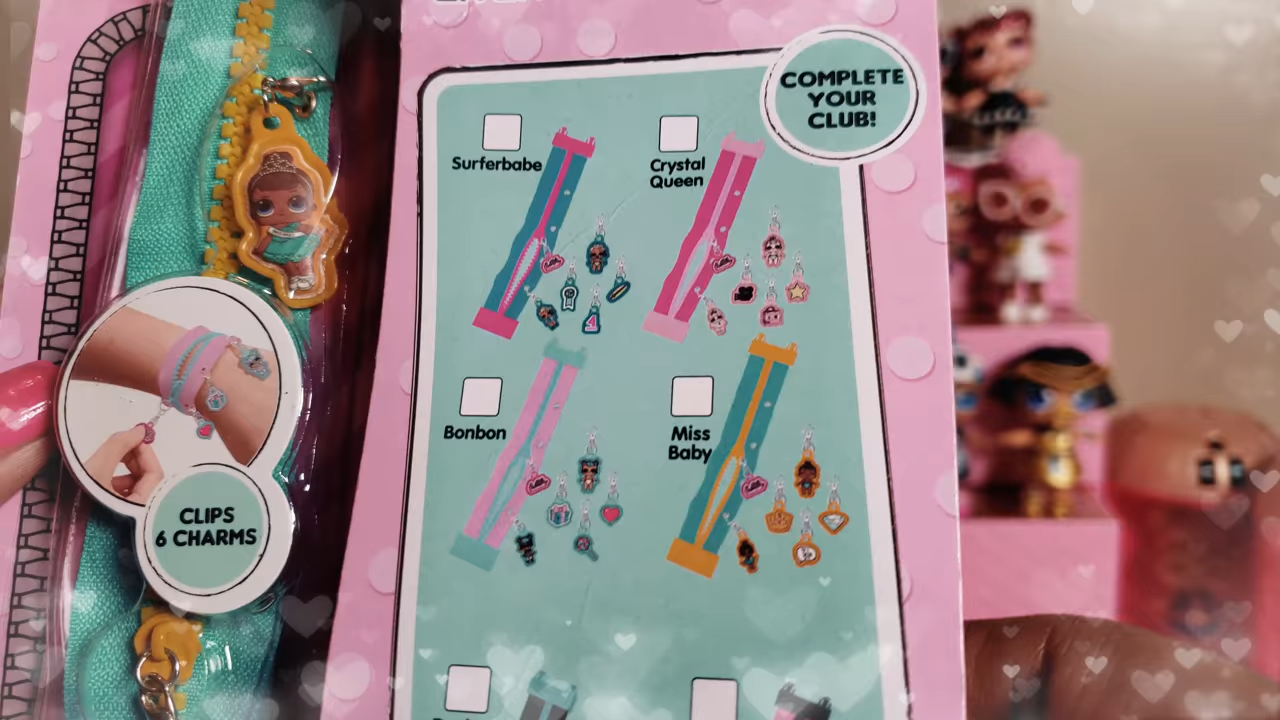 COMPLETE
YOUR
CLUB!
Surferbabe
Crystal
Queen
Bonbon
Miss
Baby
CLIPS
6 CHARMS